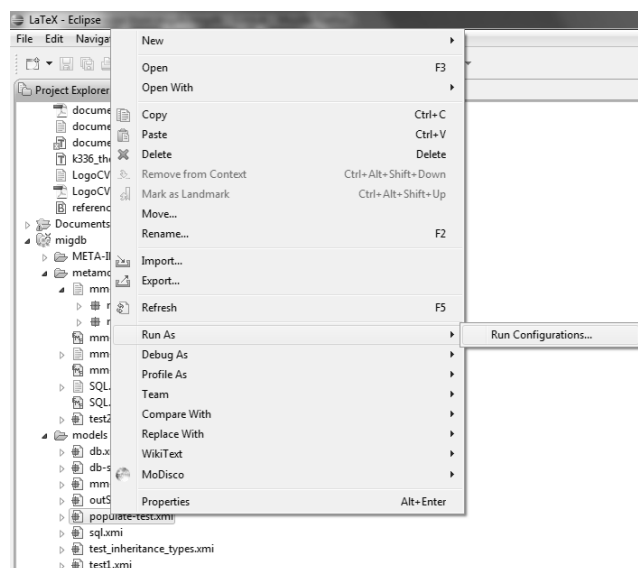 LaTeX - Eclipse
File Edit Naviga
New
Open F3
Open With
Project Explorer
Copy Ctrl+C
Paste Ctrl+V
Delete Delete
Remove from Context Ctrl+Alt+Shift+Down
Mark as Landmark Ctrl+Alt+Shift+Up
Move...
Rename... F2
Import...
Export...
Refresh F5
Run As
Run Configurations...
Debug As
Profile As
Team
Compare With
Replace With
WikiText
MoDisco
Properties Alt+Enter
docume
docume
docume
k336_the
LogoCV
LogoCV
referenc
Documents
migdb
META-I
metamo
mm
mm
mm
mm
SQL.
SQL.
test2
models
db.x
db-s
mm
outS
populate-test.xmi
sql.xmi
test_inheritance_types.xmi
test1.xmi